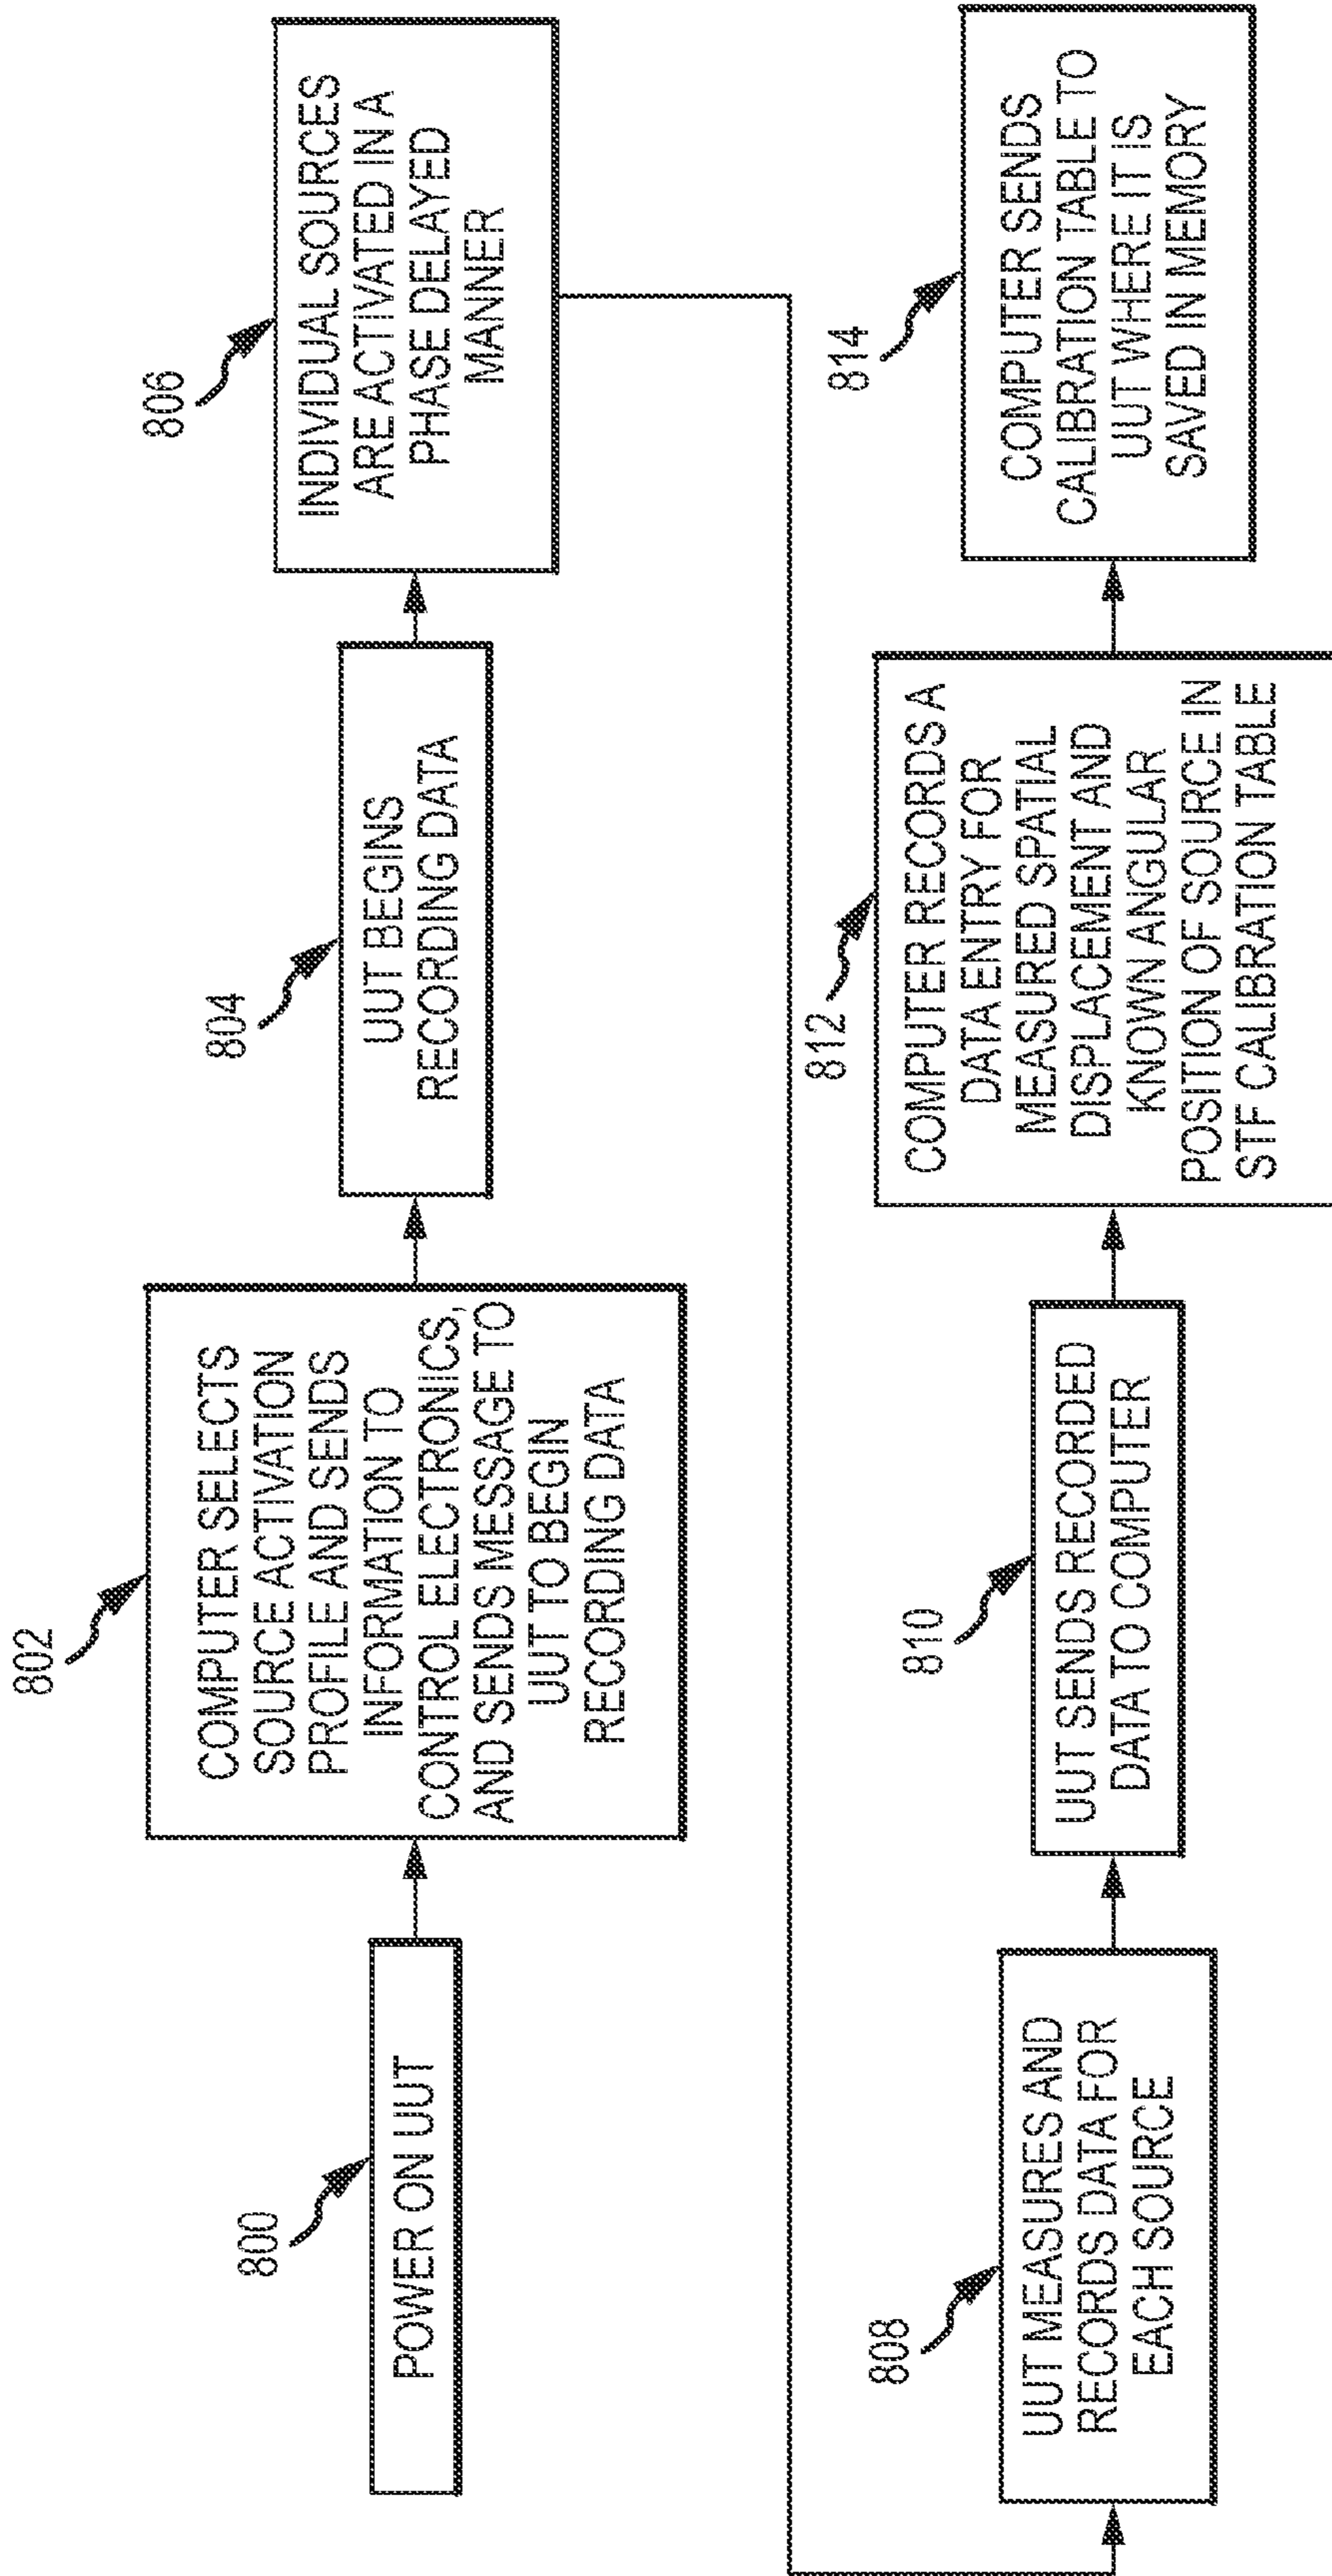 800
POWER ON UUT
802
COMPUTER SELECTS
SOURCE ACTIVATION
PROFILE AND SENDS
INFORMATION TO
CONTROL ELECTRONICS,
AND SENDS MESSAGE TO
UUT TO BEGIN
RECORDING DATA
804
UUT BEGINS
RECORDING DATA
806
INDIVIDUAL SOURCES
ARE ACTIVATED IN A
PHASE DELAYED
MANNER
808
UUT MEASURES AND
RECORDS DATA FOR
EACH SOURCE
810
UUT SENDS RECORDED
DATA TO COMPUTER
812
COMPUTER RECORDS A
DATA ENTRY FOR
MEASURED SPATIAL
DISPLACEMENT AND
KNOWN ANGULAR
POSITION OF SOURCE IN
STF CALIBRATION TABLE
814
COMPUTER SENDS
CALIBRATION TABLE TO
UUT WHERE IT IS
SAVED IN MEMORY